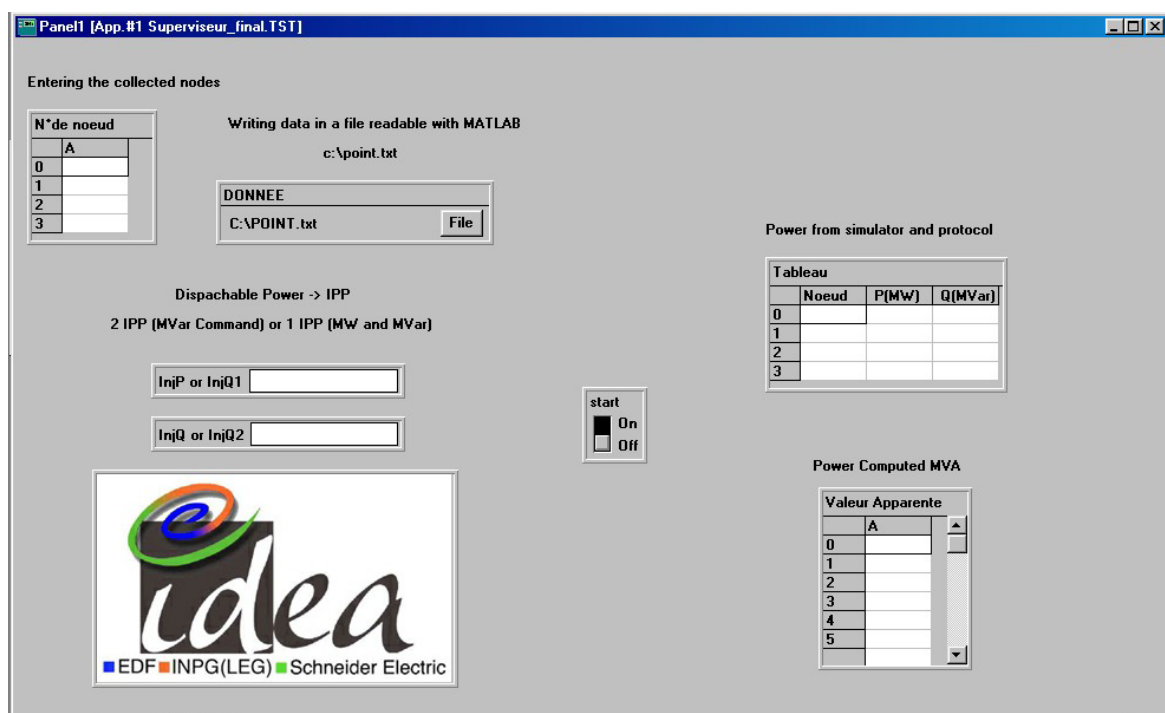 Panel1 [App.#1 Superviseur_final.TST]
Entering the collected nodes
N°de noeud
A
0
1
2
3
Writing data in a file readable with MATLAB
c:\point.txt
DONNEE
C:\POINT.txt File
Dispachable Power -> IPP
2 IPP (MVar Command) or 1 IPP (MW and MVar)
InjP or InjQ1
InjQ or InjQ2
idea
EDF INPG(LEG) Schneider Electric
start
On
Off
Power from simulator and protocol
Tableau
Noeud P(MW) Q(MVar)
0
1
2
3
Power Computed MVA
Valeur Apparente
A
0
1
2
3
4
5